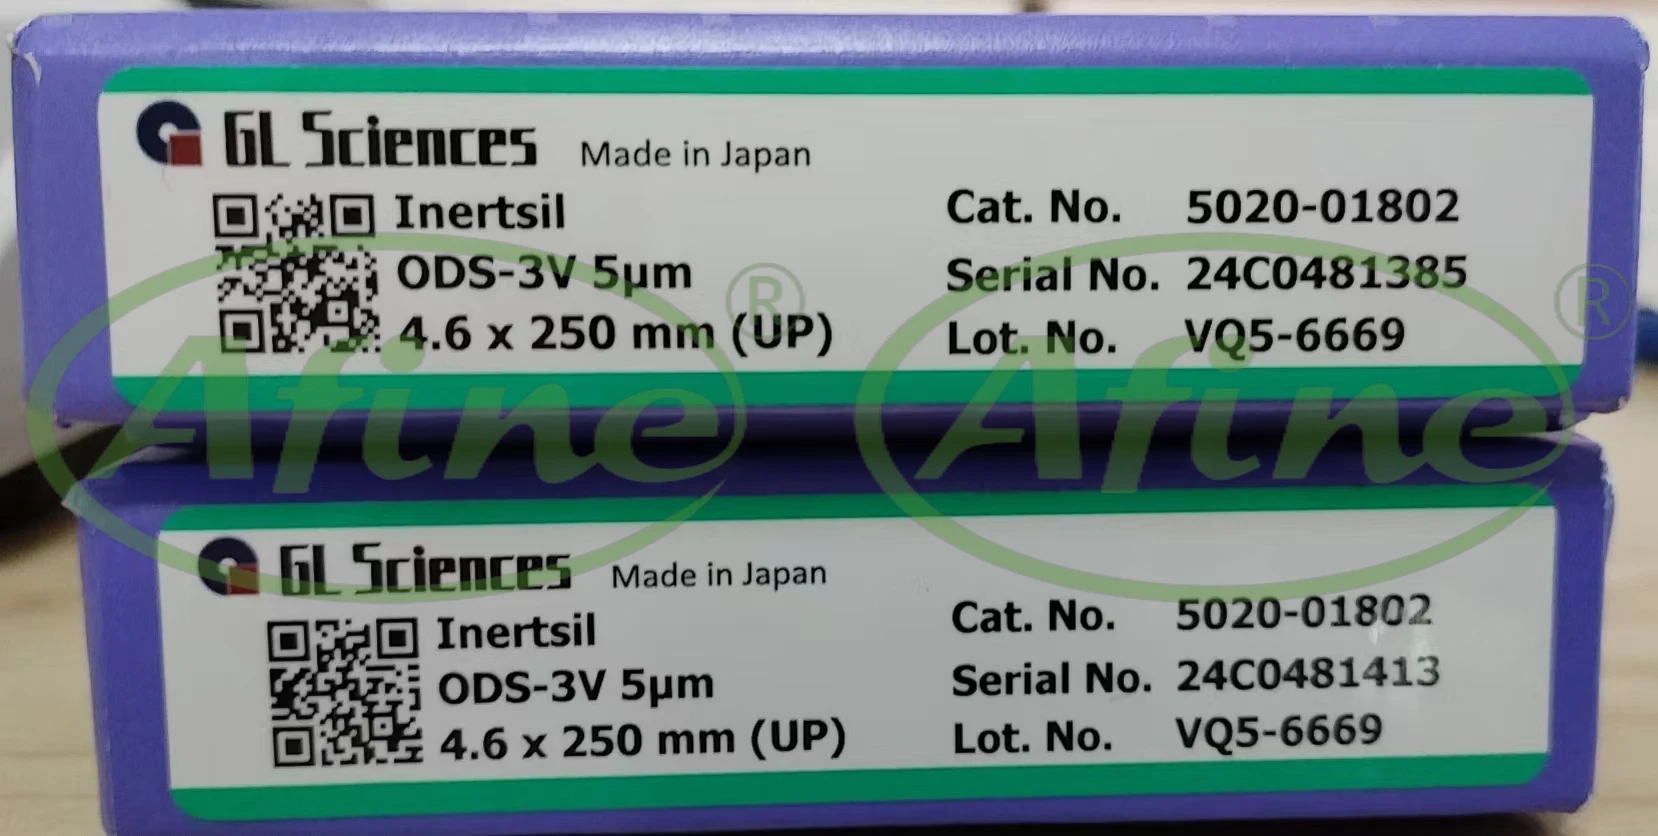 GL Sciences Made in Japan
Inertsil
ODS-3V 5µm
4.6 x 250 mm (UP)
Cat. No. 5020-01802
Serial No. 24C0481385
Lot. No. VQ5-6669
GL Sciences Made in Japan
Inertsil
ODS-3V 5µm
4.6 x 250 mm (UP)
Cat. No. 5020-01802
Serial No. 24C0481413
Lot. No. VQ5-6669
Afine ®
Afine ®